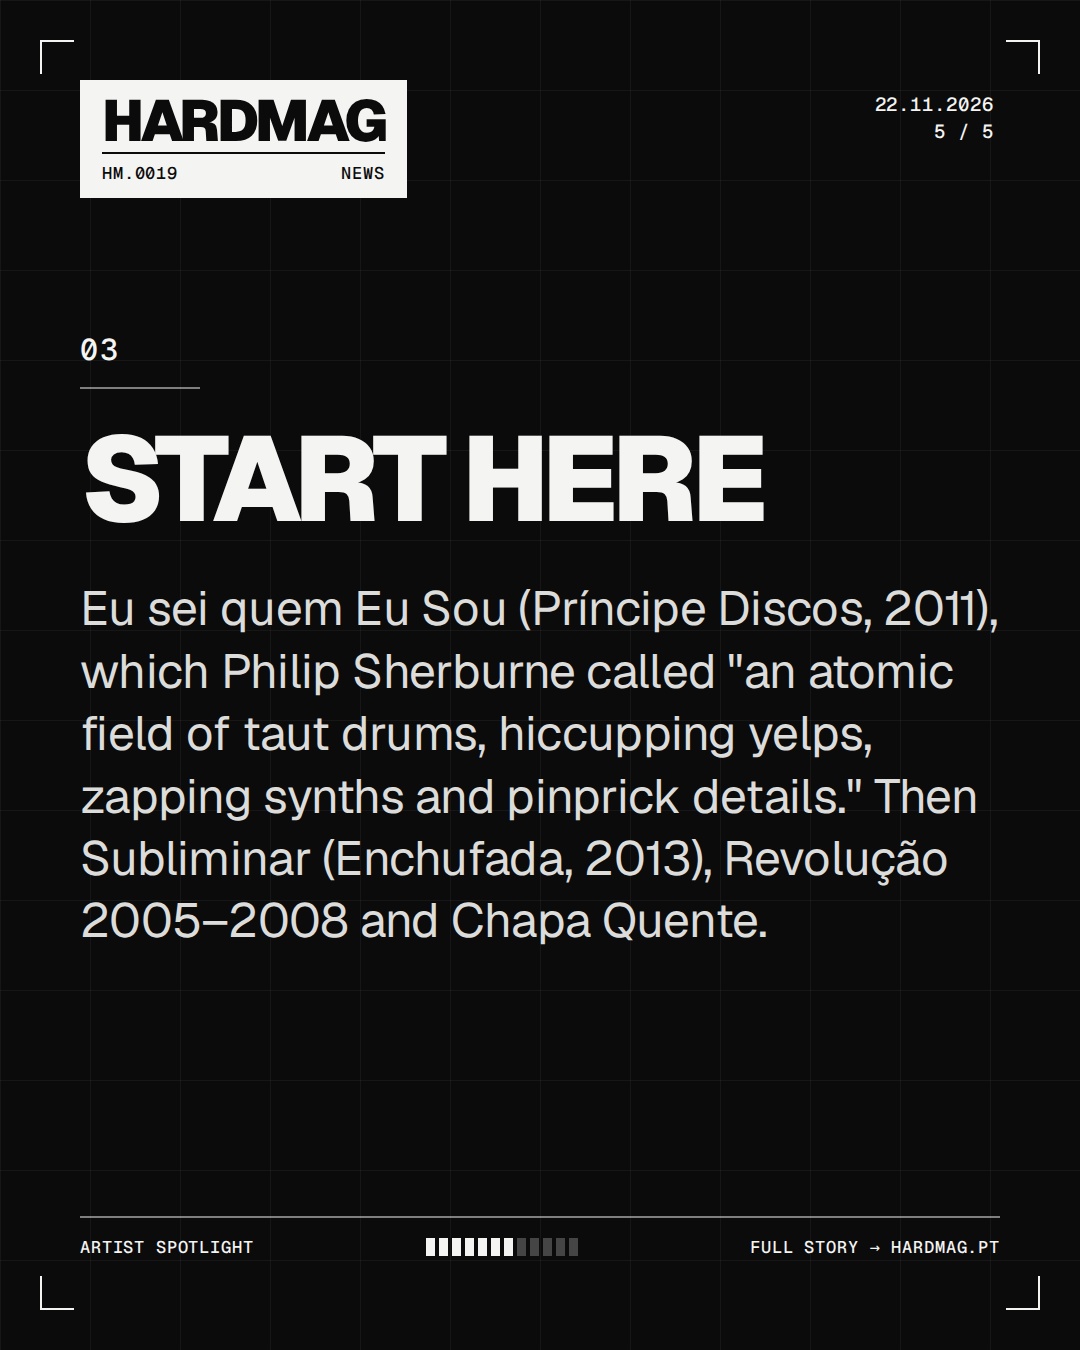 HARDMAG
HM.0019 NEWS
22.11.2026
5 / 5
03
START HERE
Eu sei quem Eu Sou (Príncipe Discos, 2011),
which Philip Sherburne called "an atomic
field of taut drums, hiccupping yelps,
zapping synths and pinprick details." Then
Subliminar (Enchufada, 2013), Revolução
2005–2008 and Chapa Quente.
ARTIST SPOTLIGHT
FULL STORY → HARDMAG.PT